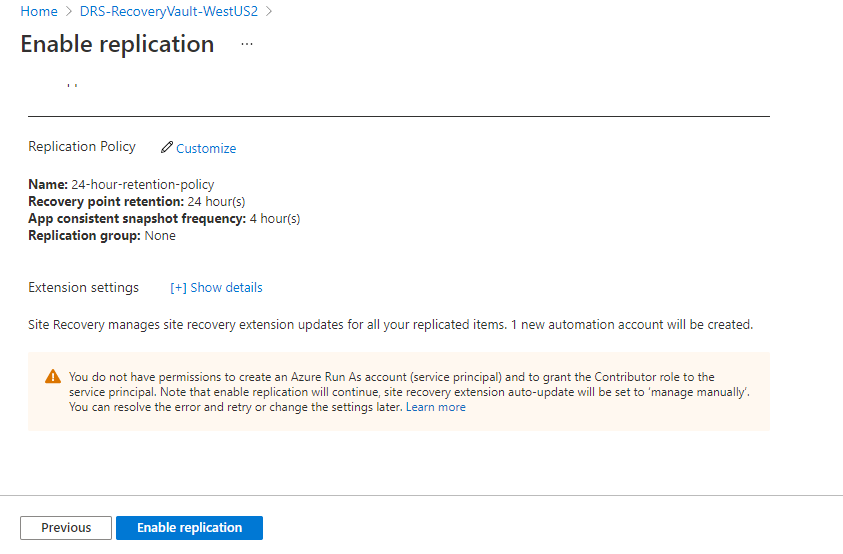 Home > DRS-RecoveryVault-WestUS2 >
Enable replication ...
Replication Policy Customize
Name: 24-hour-retention-policy
Recovery point retention: 24 hour(s)
App consistent snapshot frequency: 4 hour(s)
Replication group: None
Extension settings [+] Show details
Site Recovery manages site recovery extension updates for all your replicated items. 1 new automation account will be created.
You do not have permissions to create an Azure Run As account (service principal) and to grant the Contributor role to the
service principal. Note that enable replication will continue, site recovery extension auto-update will be set to 'manage manually'.
You can resolve the error and retry or change the settings later. Learn more
Previous Enable replication